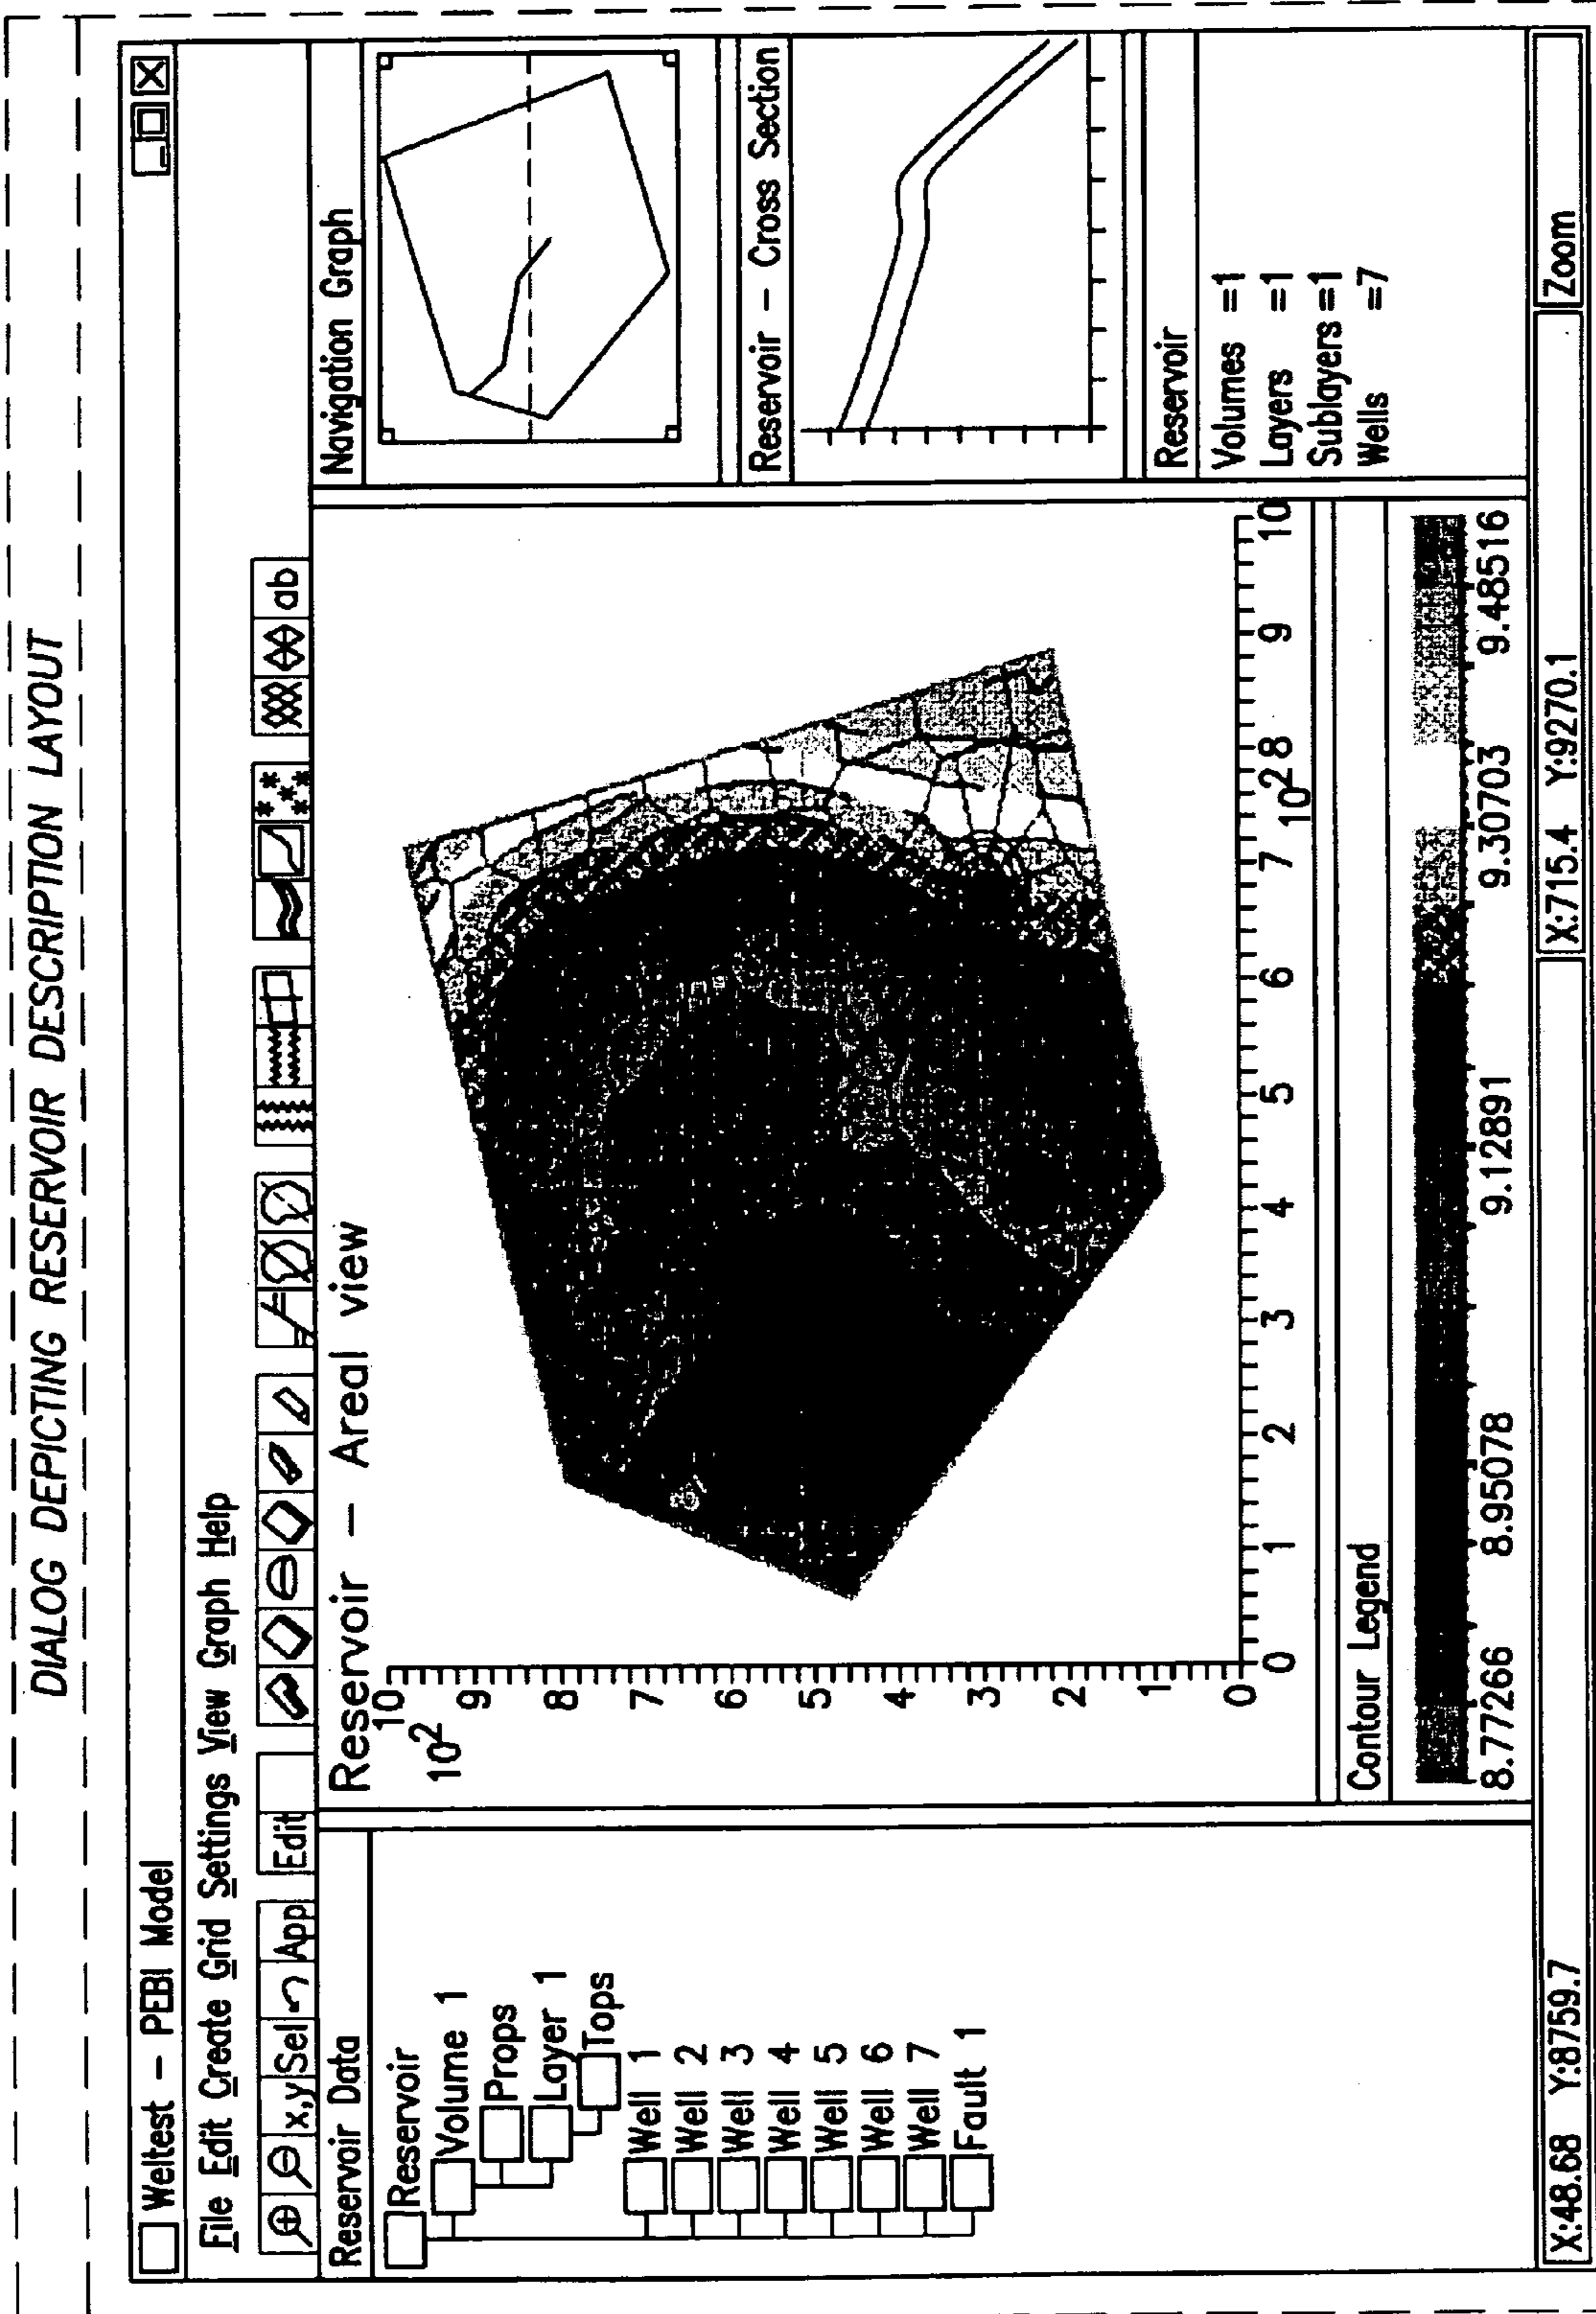 DIALOG DEPICTING RESERVOIR DESCRIPTION LAYOUT
Weltest - PEBI Model
File Edit Create Grid Settings View Graph Help
x,y Sel App Edit ab
Reservoir Data
Reservoir
Volume 1
Props
Layer 1
Tops
Well 1
Well 2
Well 3
Well 4
Well 5
Well 6
Well 7
Fault 1
Reservoir - Areal view
10
10²
9
8
7
6
5
4
3
2
1
0
0 1 2 3 4 5 6 7 8 9 10
10²
Contour Legend
8.77266 8.95078 9.12891 9.30703 9.48516
Navigation Graph
Reservoir - Cross Section
Reservoir
Volumes =1
Layers =1
Sublayers =1
Wells =7
X:48.68 Y:8759.7 X:715.4 Y:9270.1 Zoom